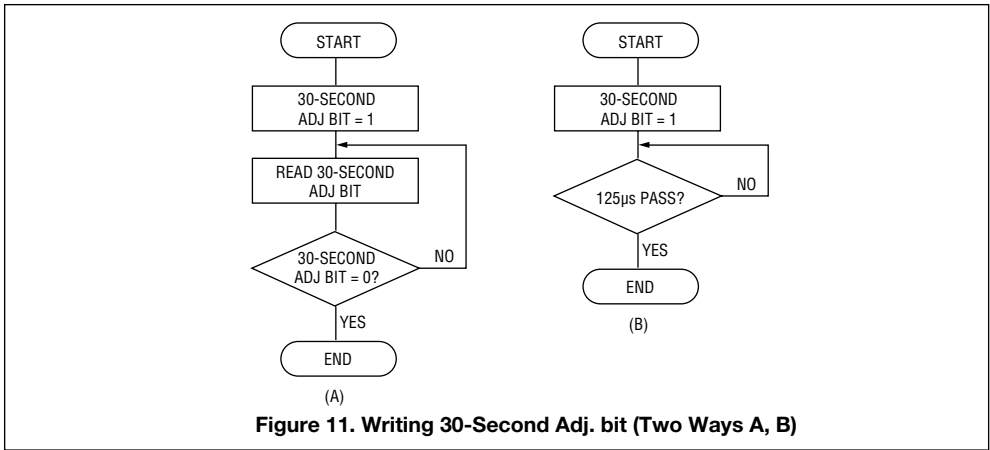 START
30-SECOND
ADJ BIT = 1
READ 30-SECOND
ADJ BIT
30-SECOND
ADJ BIT = 0?
NO
YES
END
(A)
START
30-SECOND
ADJ BIT = 1
125µs PASS?
NO
YES
END
(B)
Figure 11. Writing 30-Second Adj. bit (Two Ways A, B)